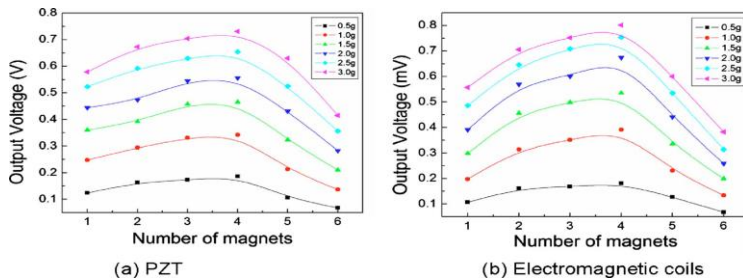 0.8
0.7
0.6
0.5
0.4
0.3
0.2
0.1
Output Voltage (V)
0.5g
1.0g
1.5g
2.0g
2.5g
3.0g
1 2 3 4 5 6
Number of magnets
(a) PZT
0.8
0.7
0.6
0.5
0.4
0.3
0.2
0.1
Output Voltage (mV)
0.5g
1.0g
1.5g
2.0g
2.5g
3.0g
1 2 3 4 5 6
Number of magnets
(b) Electromagnetic coils